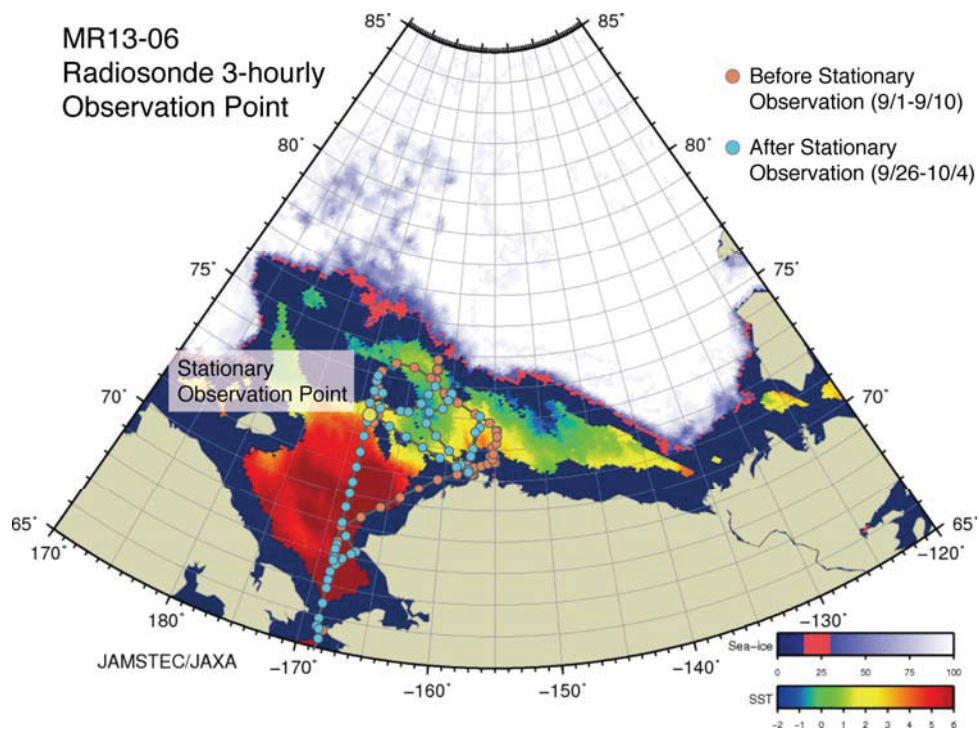 MR13-06
Radiosonde 3-hourly
Observation Point
Before Stationary
Observation (9/1-9/10)
After Stationary
Observation (9/26-10/4)
85˚
85˚
80˚
80˚
75˚
75˚
70˚
70˚
65˚
65˚
Stationary
Observation Point
170˚
180˚
-170˚
-160˚
-150˚
-140˚
-130˚
-120˚
JAMSTEC/JAXA
Sea-ice
0 25 50 75 100
SST
-2 -1 0 1 2 3 4 5 6